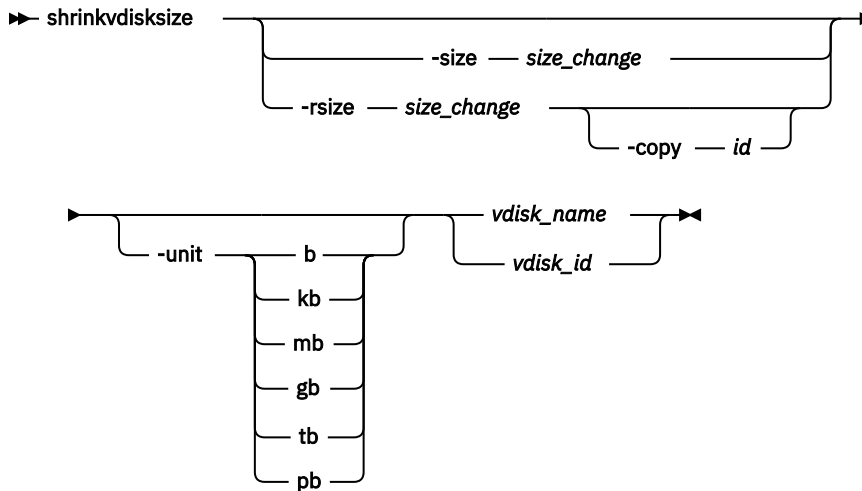 shrinkvdisksize
-size size_change
-rsize size_change
-copy id
vdisk_name
-unit b vdisk_id
kb
mb
gb
tb
pb